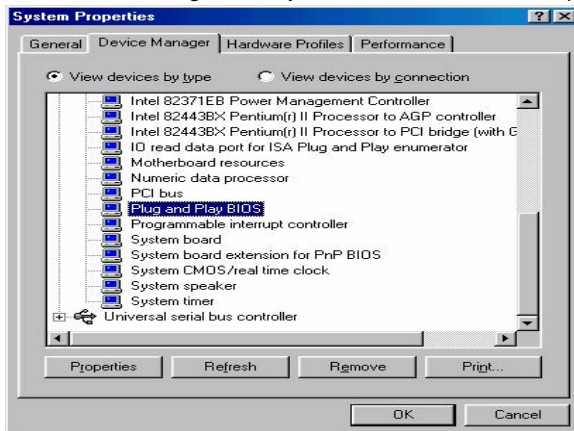 System Properties
General Device Manager Hardware Profiles Performance
View devices by type View devices by connection
Intel 82371EB Power Management Controller
Intel 82443BX Pentium(r) II Processor to AGP controller
Intel 82443BX Pentium(r) II Processor to PCI bridge (with G
IO read data port for ISA Plug and Play enumerator
Motherboard resources
Numeric data processor
PCI bus
Plug and Play BIOS
Programmable interrupt controller
System board
System board extension for PnP BIOS
System CMOS/real time clock
System speaker
System timer
Universal serial bus controller
Properties Refresh Remove Print...
OK Cancel